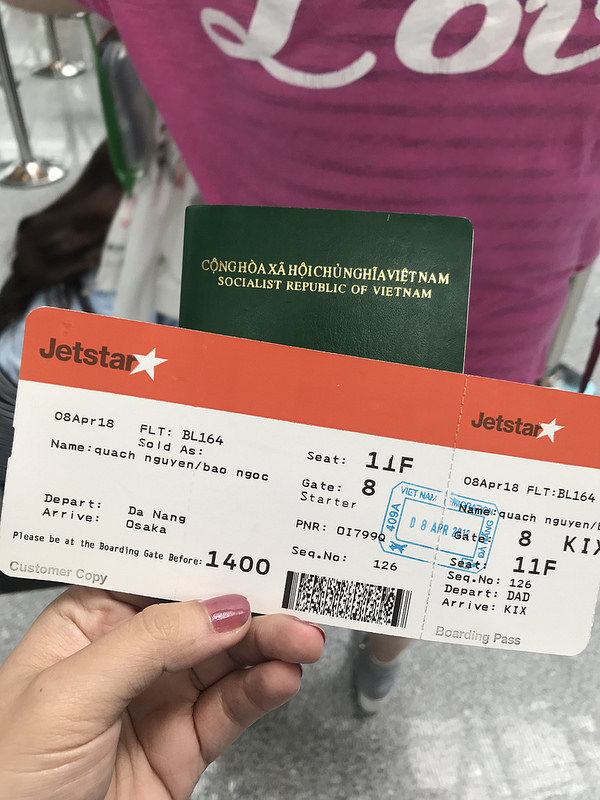 Lov
CỘNG HÒA XÃ HỘI CHỦ NGHĨA VIỆT NAM
SOCIALIST REPUBLIC OF VIETNAM
Jetstar
08Apr18 FLT: BL164
Sold As:
Name:quach nguyen/bao ngoc
Depart: Da Nang
Arrive: Osaka
Please be at the Boarding Gate Before:1400
Customer Copy
Seat: 11F
Gate: 8
Starter
PNR: OI799Q
Seq.No: 126
VIET NAM
409A
08 APR
ĐÀ NẴNG
Jetstar
08Apr18 FLT:BL164
Name:quach nguyen/
Gate: 8 KIX
Seat: 11F
Seq.No: 126
Depart: DAD
Arrive: KIX
Boarding Pass